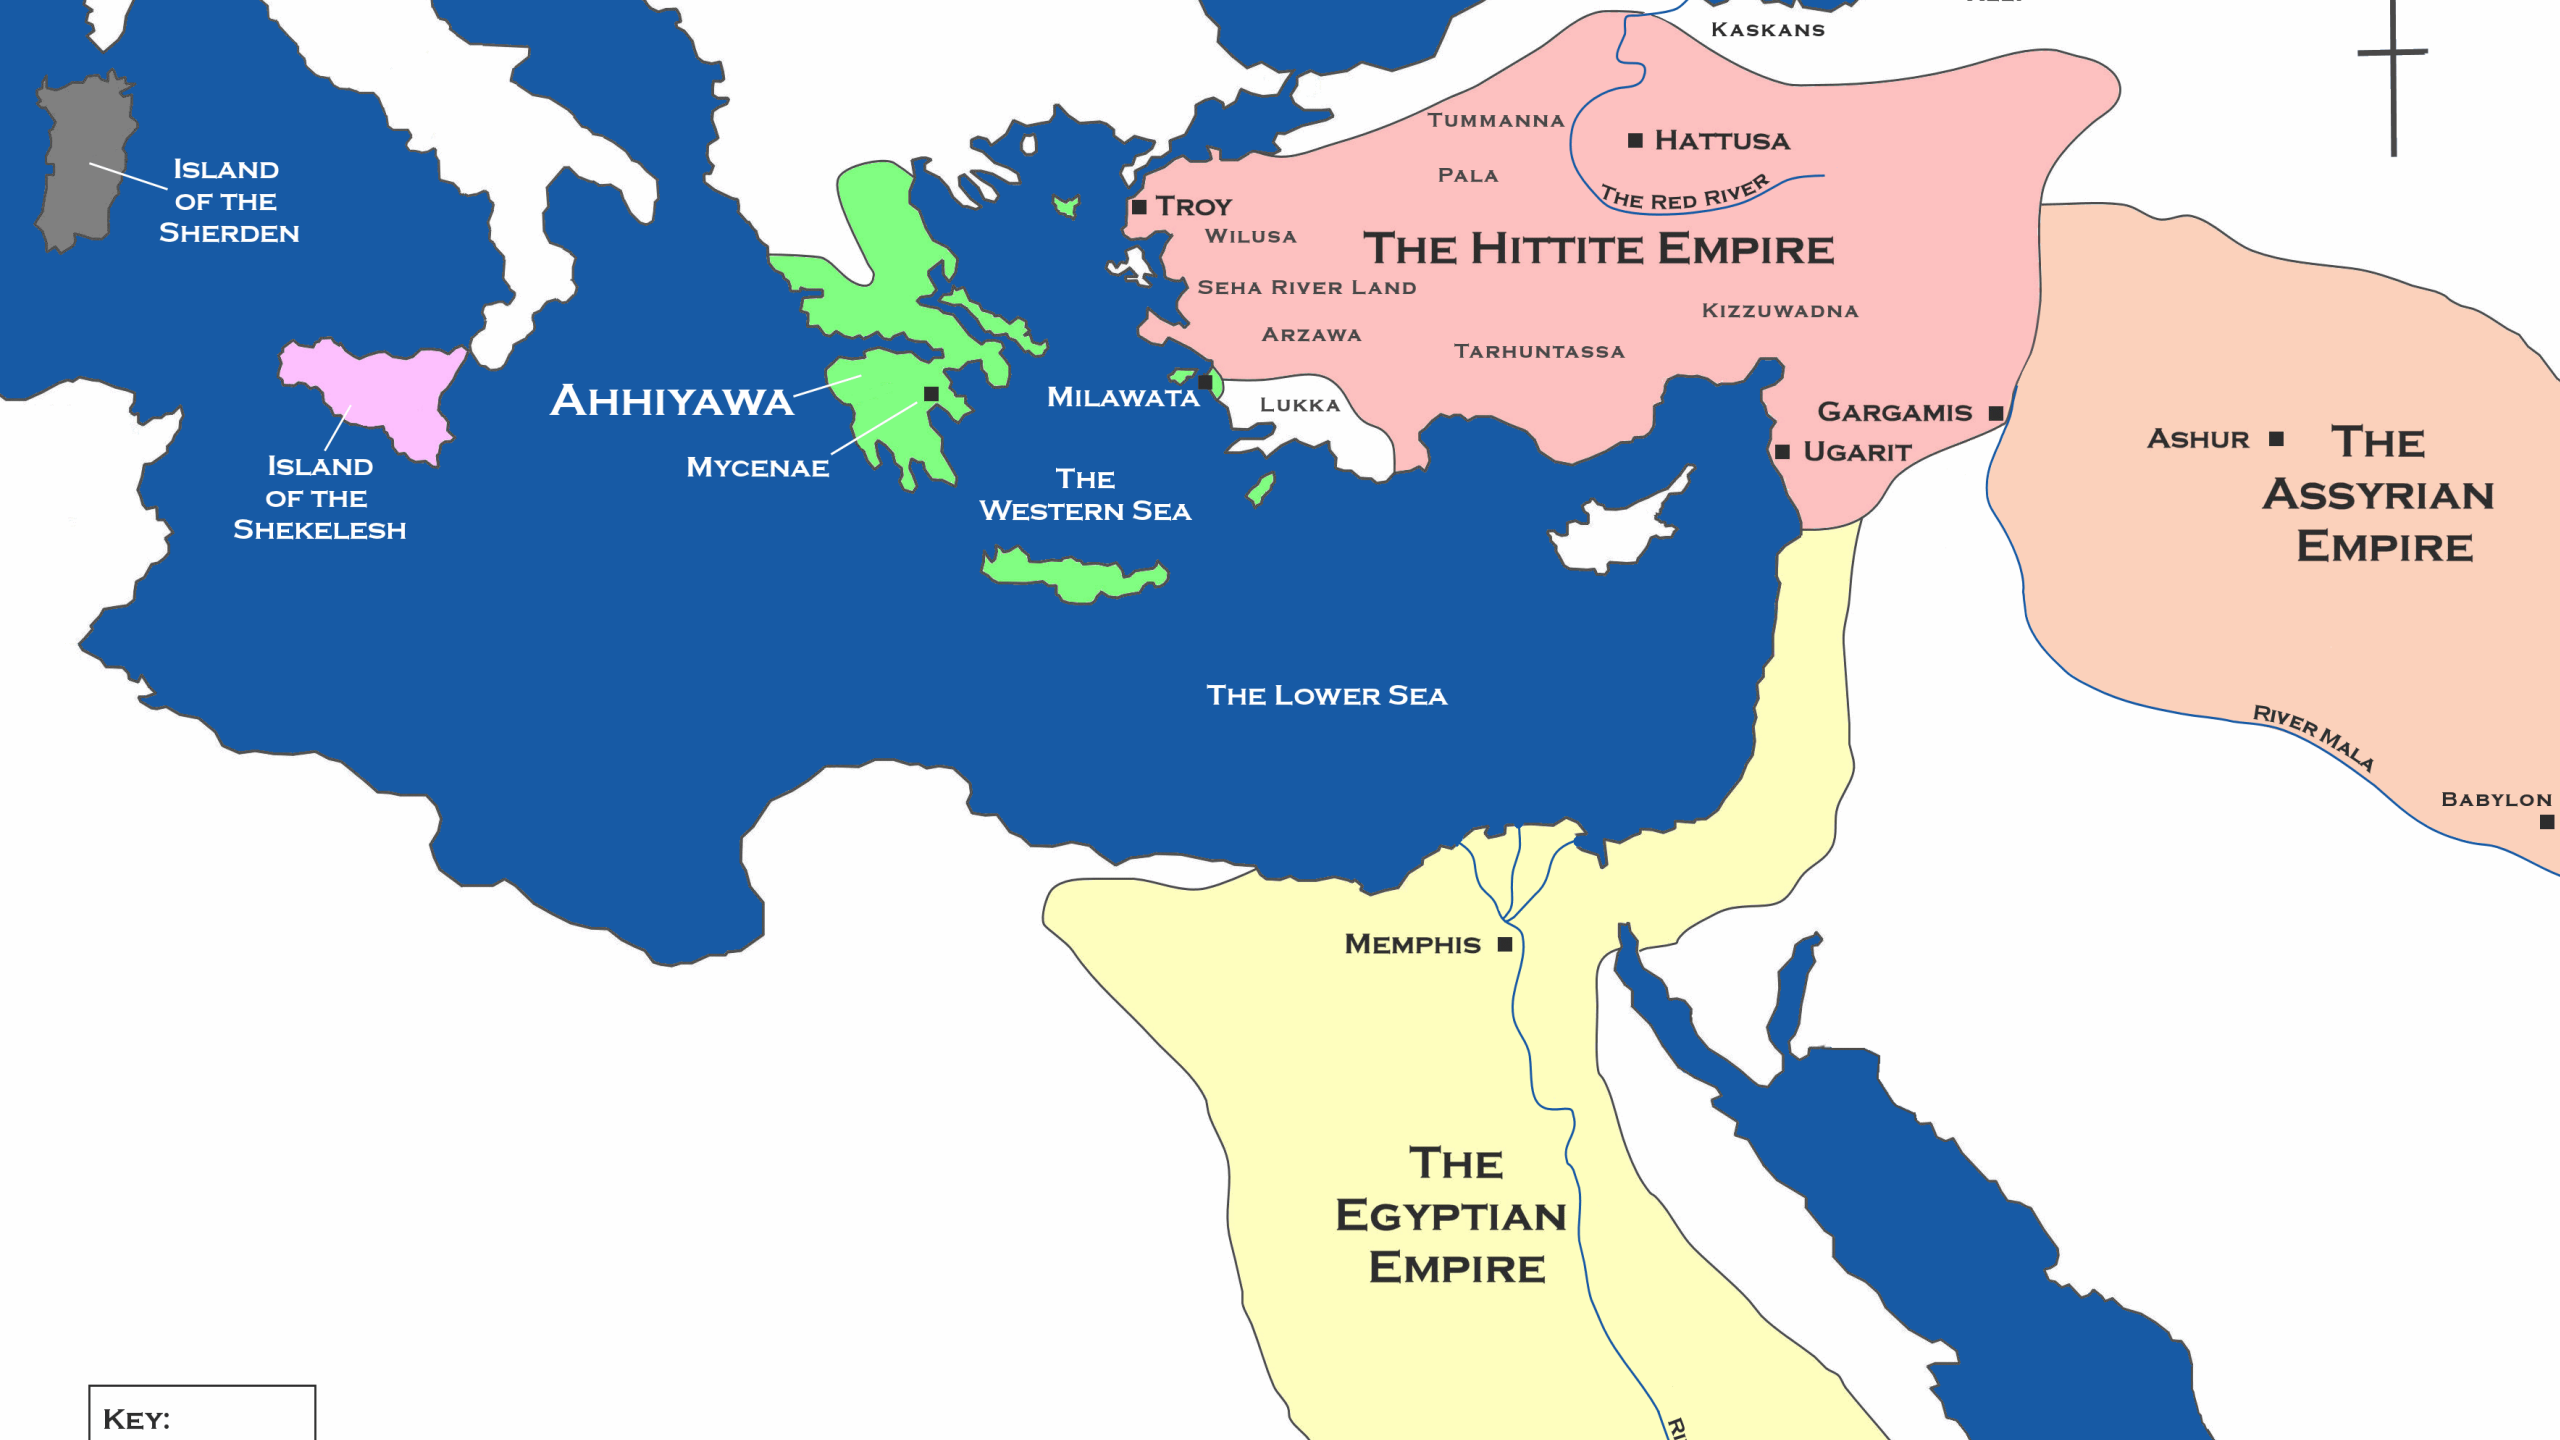 Kaskans
Tummanna
Hattusa
Pala
The Red River
Island
of the
Sherden
Troy
Wilusa
The Hittite Empire
Seha River Land
Kizzuwadna
Arzawa
Tarhuntassa
Ahhiyawa
Milawata
Lukka
Gargamis
Ugarit
Ashur
The
Assyrian
Empire
Mycenae
Island
of the
Shekelesh
The
Western Sea
The Lower Sea
River Mala
Babylon
Memphis
The
Egyptian
Empire
Key: